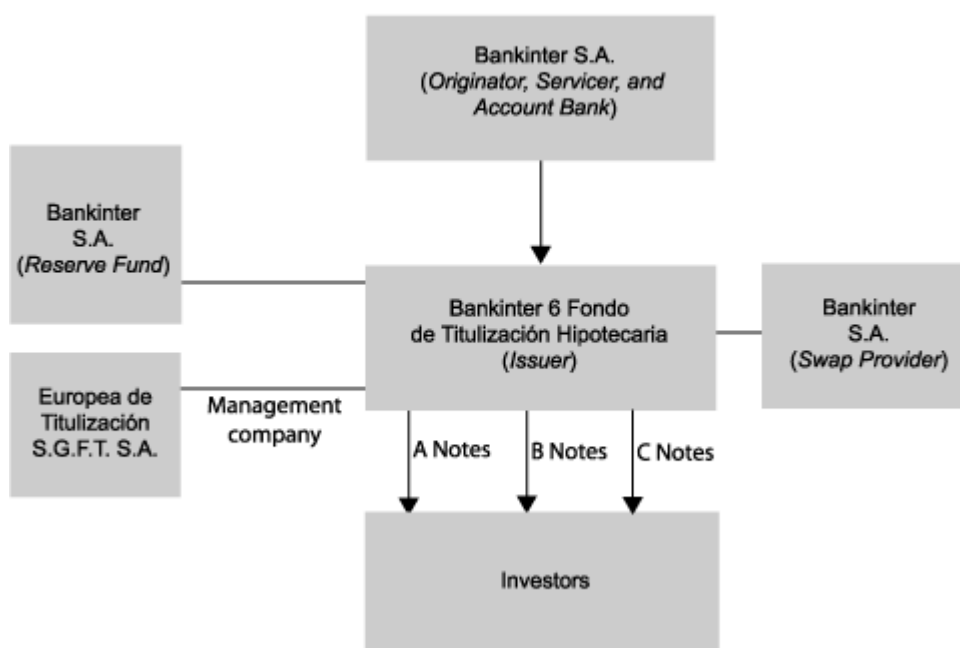 Bankinter S.A.
(Originator, Servicer, and
Account Bank)
Bankinter
S.A.
(Reserve Fund)
Bankinter 6 Fondo
de Titulización Hipotecaria
(Issuer)
Bankinter
S.A.
(Swap Provider)
Europea de
Titulización
S.G.F.T. S.A.
Management
company
A Notes
B Notes
C Notes
Investors